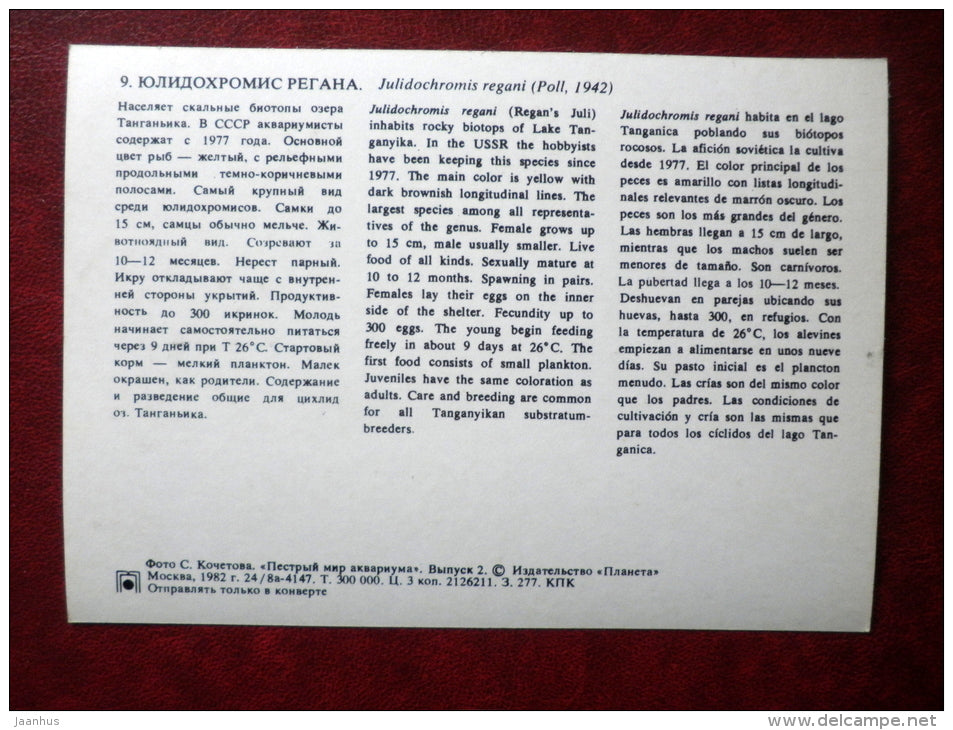 9. ЮЛИДОХРОМИС РЕГАНА. Julidochromis regani (Poll, 1942)
Населяет скальные биотопы озера
Танганьика. В СССР аквариумисты
содержат с 1977 года. Основной
цвет рыб — желтый, с рельефными
продольными темно-коричневыми
полосами. Самый крупный вид
среди юлидохромисов. Самки до
15 см, самцы обычно мельче. Жи-
вотноядный вид. Созревают за
10—12 месяцев. Нерест парный.
Икру откладывают чаще с внутрен-
ней стороны укрытий. Продуктив-
ность до 300 икринок. Молодь
начинает самостоятельно питаться
через 9 дней при Т 26°С. Стартовый
корм — мелкий планктон. Малек
окрашен, как родители. Содержание
и разведение общие для цихлид
оз. Танганьика.
Julidochromis regani (Regan's Juli)
inhabits rocky biotops of Lake Tan-
ganyika. In the USSR the hobbyists
have been keeping this species since
1977. The main color is yellow with
dark brownish longitudinal lines. The
largest species among all representa-
tives of the genus. Female grows up
to 15 cm, male usually smaller. Live
food of all kinds. Sexually mature at
10 to 12 months. Spawning in pairs.
Females lay their eggs on the inner
side of the shelter. Fecundity up to
300 eggs. The young begin feeding
freely in about 9 days at 26°C. The
first food consists of small plankton.
Juveniles have the same coloration as
adults. Care and breeding are common
for all Tanganyikan substratum-
breeders.
Julidochromis regani habita en el lago
Tanganica poblando sus biótopos
rocosos. La afición soviética la cultiva
desde 1977. El color principal de los
peces es amarillo con listas longitudi-
nales relevantes de marrón oscuro. Los
peces son los más grandes del género.
Las hembras llegan a 15 cm de largo,
mientras que los machos suelen ser
menores de tamaño. Son carnívoros.
La pubertad llega a los 10—12 meses.
Deshuevan en parejas ubicando sus
huevas, hasta 300, en refugios. Con
la temperatura de 26°C, los alevines
empiezan a alimentarse en unos nueve
días. Su pasto inicial es el plancton
menudo. Las crías son del mismo color
que los padres. Las condiciones de
cultivación y cría son las mismas que
para todos los cíclidos del lago Tan-
ganica.
Фото С. Кочетова. «Пестрый мир аквариума». Выпуск 2. © Издательство «Планета»
Москва, 1982 г. 24/8а-4147. Т. 300 000. Ц. 3 коп. 2126211. З. 277. КПК
Отправлять только в конверте
jaanhus
www.delcampe.net